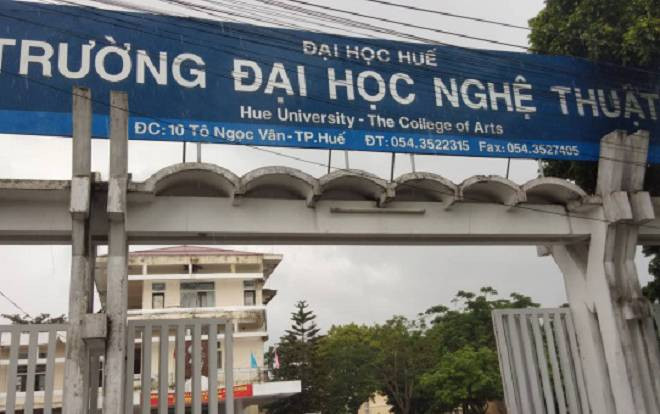 ĐẠI HỌC HUẾ
TRƯỜNG ĐẠI HỌC NGHỆ THUẬT
Hue University - The College of Arts
ĐC: 10 Tô Ngọc Vân - TP.Huế ĐT: 054.3522315 Fax: 054.3527405